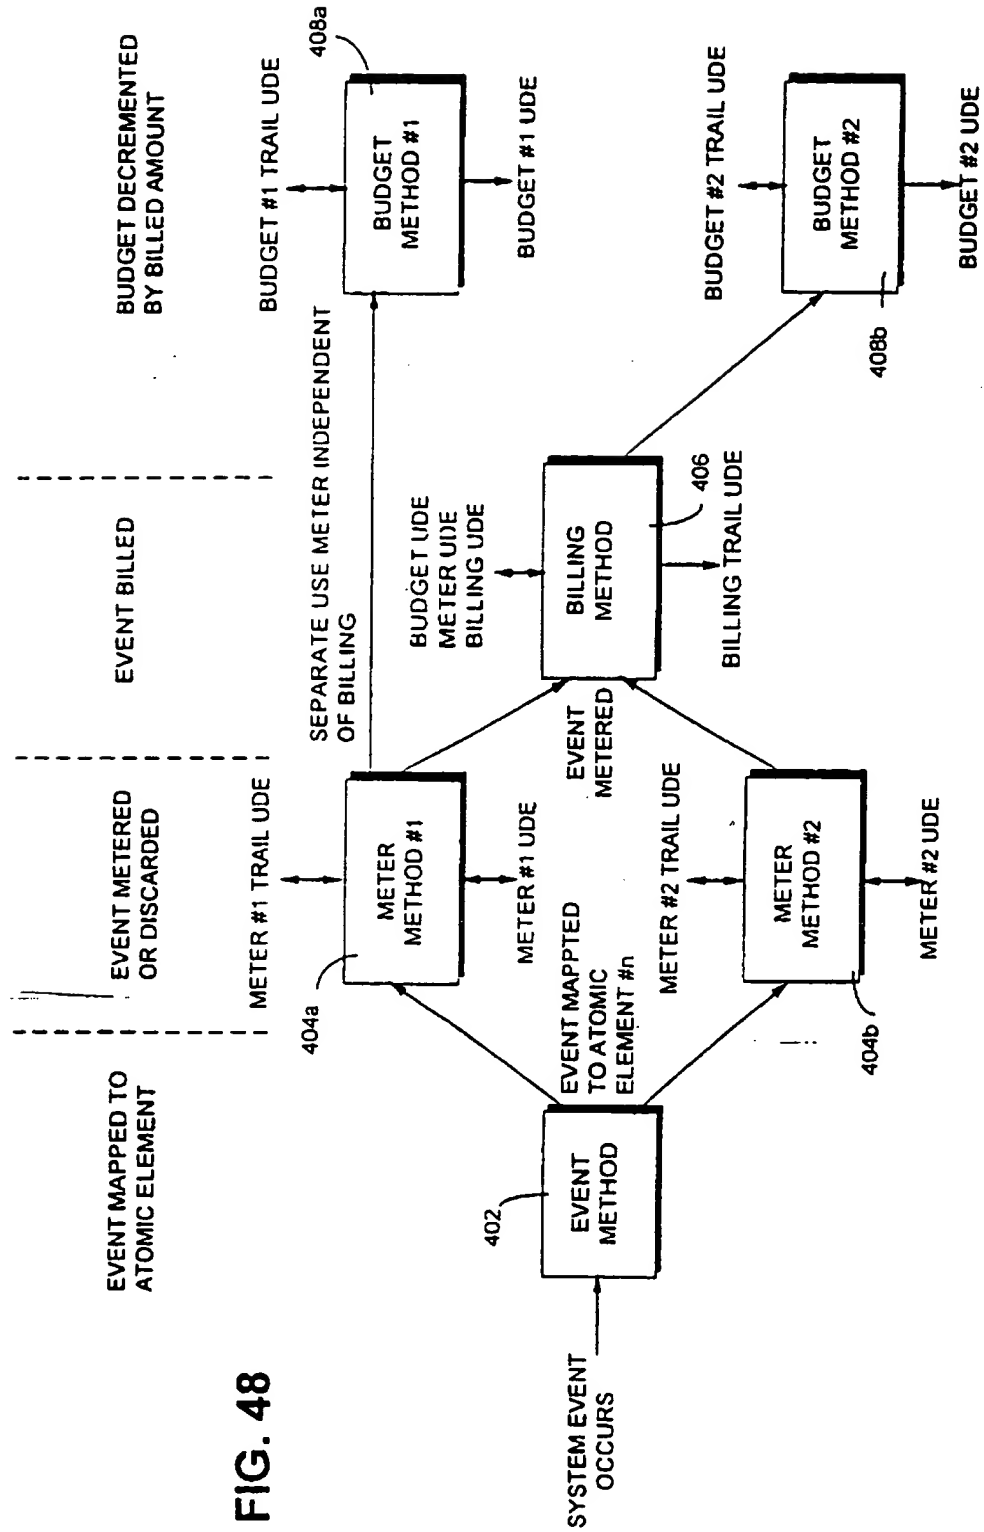 FIG. 48
EVENT MAPPED TO
ATOMIC ELEMENT
EVENT METERED
OR DISCARDED
EVENT BILLED
BUDGET DECREMENTED
BY BILLED AMOUNT
SYSTEM EVENT
OCCURS
402
EVENT
METHOD
EVENT MAPPTED
TO ATOMIC
ELEMENT #n
METER #1 TRAIL UDE
404a
METER
METHOD #1
METER #1 UDE
METER #2 TRAIL UDE
METER
METHOD #2
404b
METER #2 UDE
SEPARATE USE METER INDEPENDENT
OF BILLING
EVENT
METERED
BUDGET UDE
METER UDE
BILLING UDE
BILLING
METHOD
406
BILLING TRAIL UDE
BUDGET #1 TRAIL UDE
408a
BUDGET
METHOD #1
BUDGET #1 UDE
BUDGET #2 TRAIL UDE
BUDGET
METHOD #2
408b
BUDGET #2 UDE